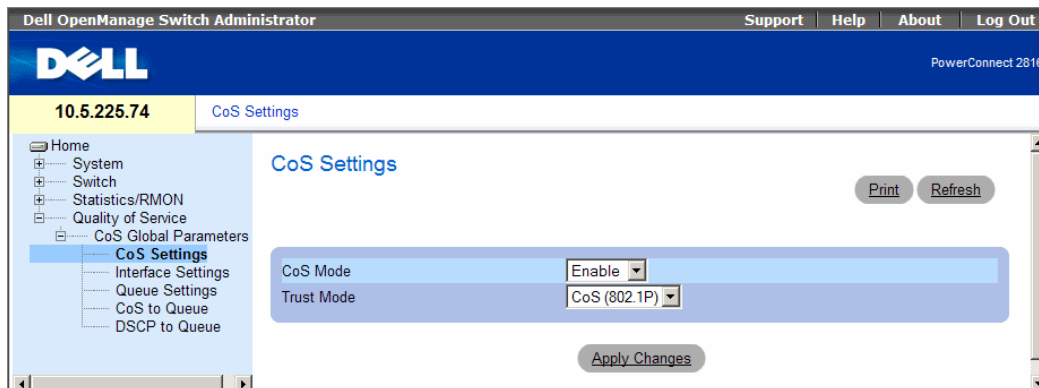 Dell OpenManage Switch Administrator Support Help About Log Out
DELL
PowerConnect 2816
10.5.225.74 CoS Settings
Home
System
Switch
Statistics/RMON
Quality of Service
CoS Global Parameters
CoS Settings
Interface Settings
Queue Settings
CoS to Queue
DSCP to Queue
CoS Settings
Print Refresh
CoS Mode Enable
Trust Mode CoS (802.1P)
Apply Changes